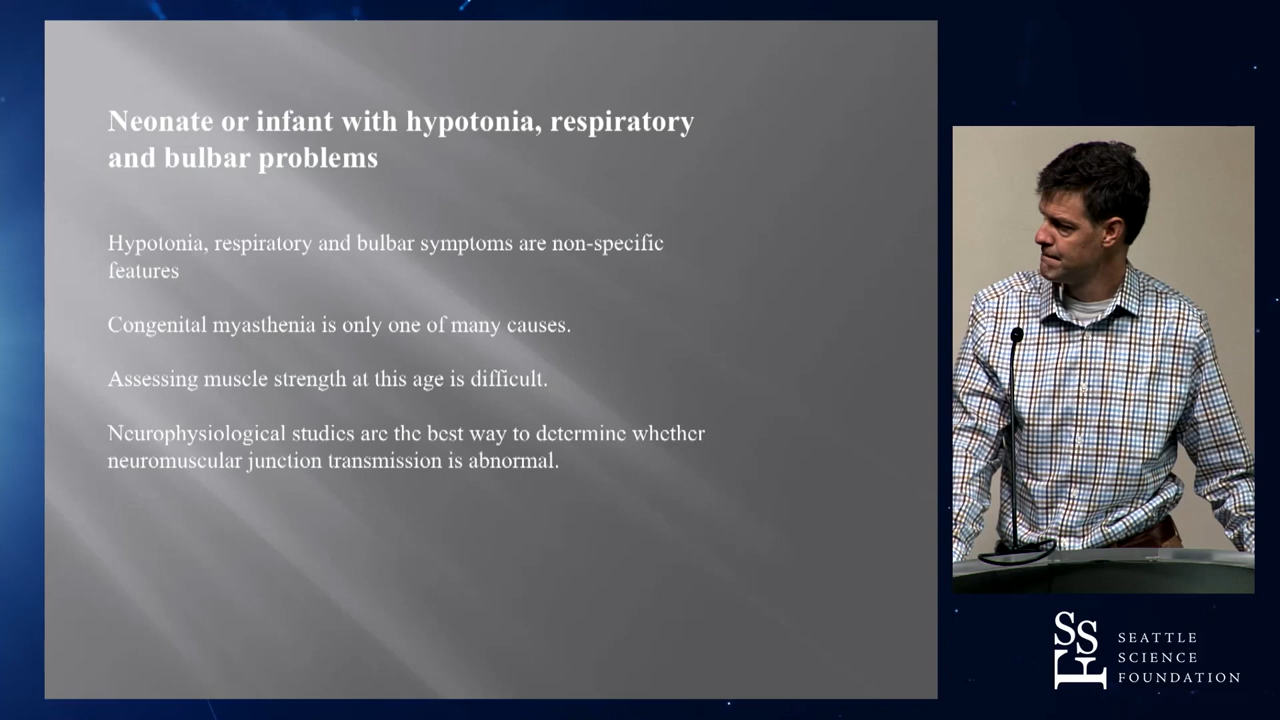 Neonate or infant with hypotonia, respiratory
and bulbar problems
Hypotonia, respiratory and bulbar symptoms are non-specific
features
Congenital myasthenia is only one of many causes.
Assessing muscle strength at this age is difficult.
Neurophysiological studies are the best way to determine whether
neuromuscular junction transmission is abnormal.
SSF
SEATTLE
SCIENCE
FOUNDATION